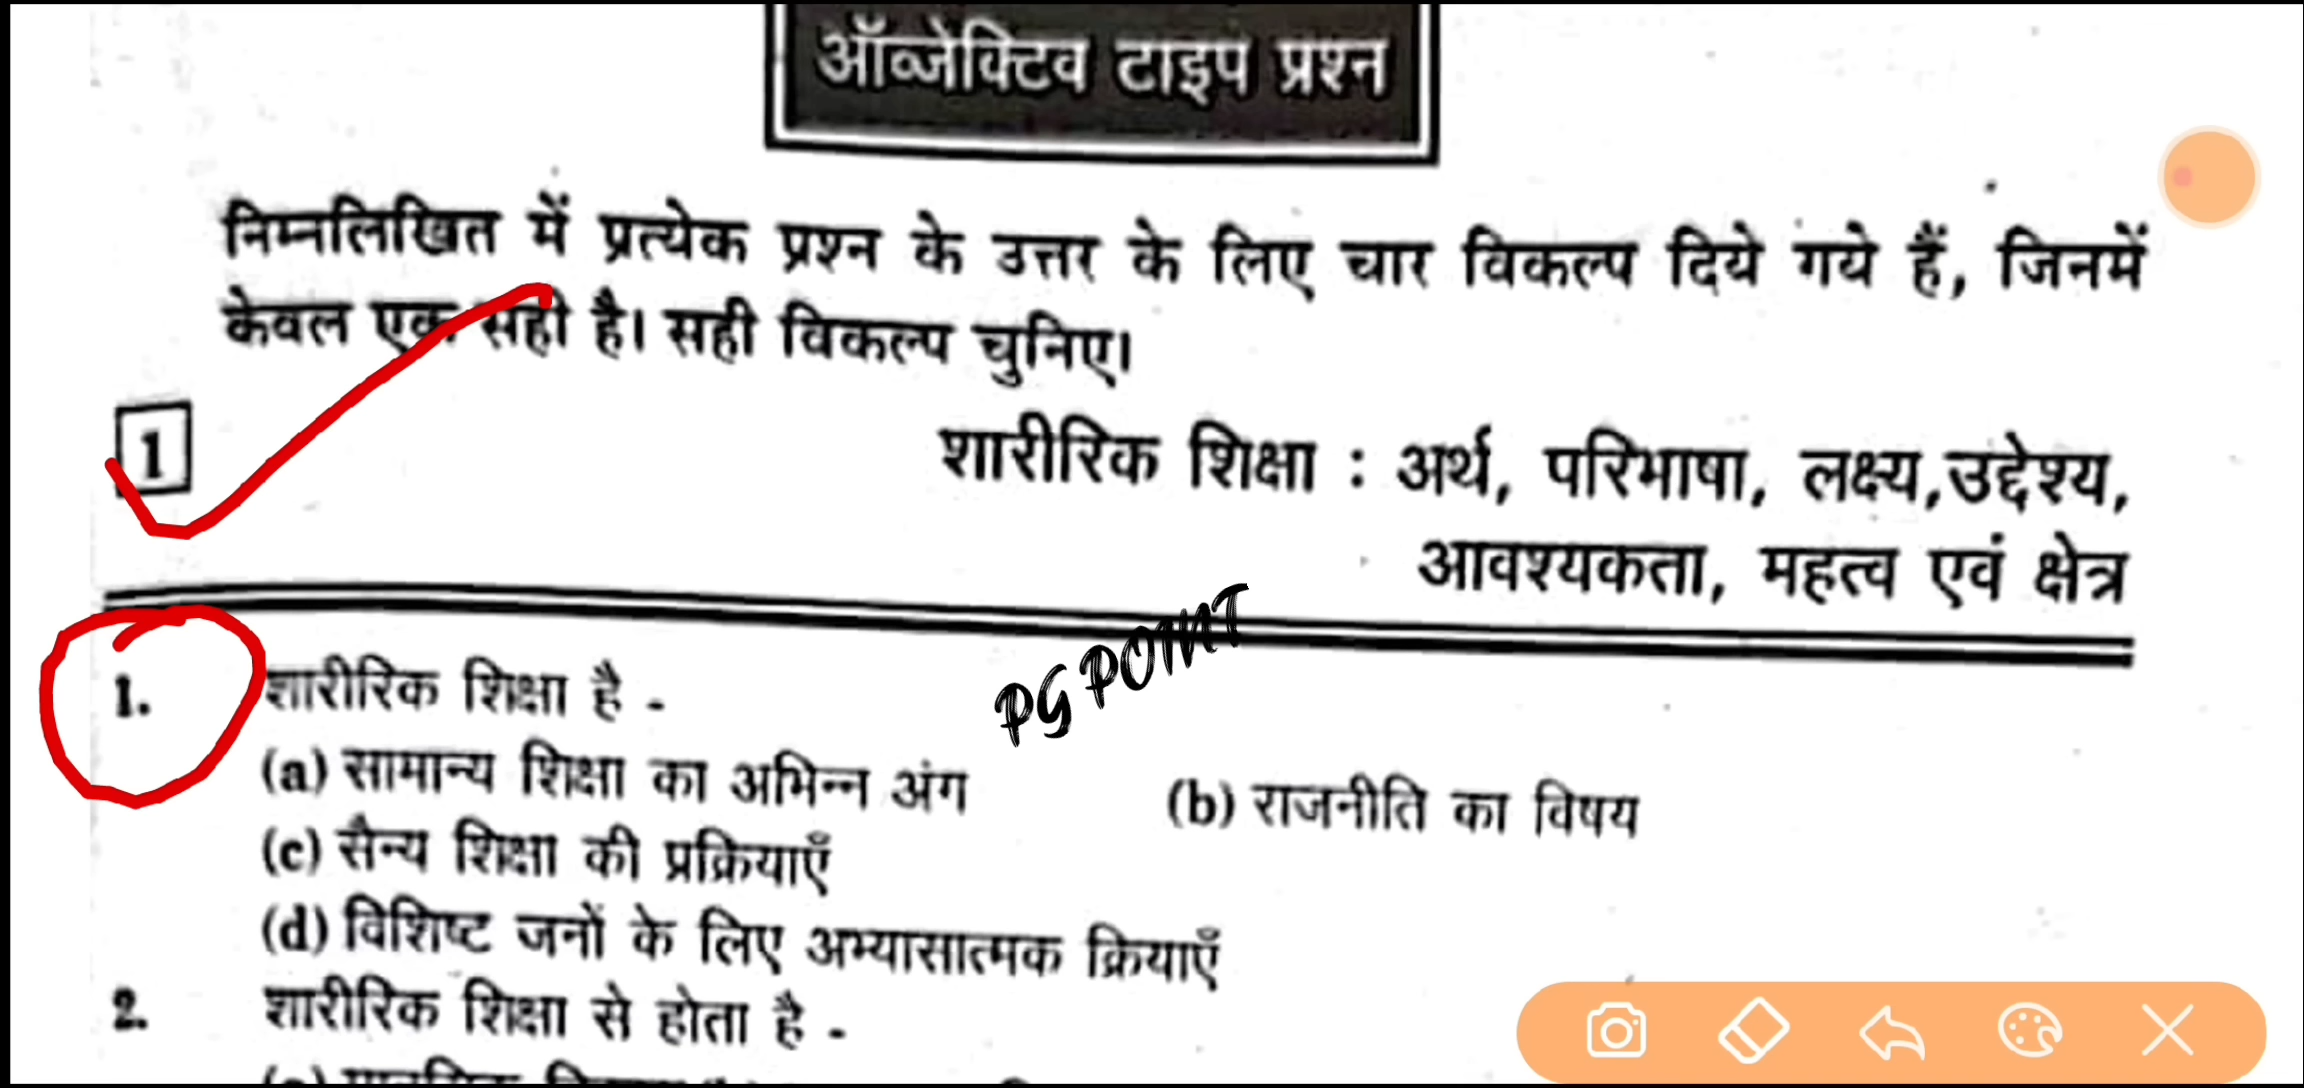 ऑब्जेक्टिव टाइप प्रश्न
निम्नलिखित में प्रत्येक प्रश्न के उत्तर के लिए चार विकल्प दिये गये हैं, जिनमें
केवल एक सही है। सही विकल्प चुनिए।
1
शारीरिक शिक्षा : अर्थ, परिभाषा, लक्ष्य,उद्देश्य,
आवश्यकता, महत्व एवं क्षेत्र
PG POINT
1. शारीरिक शिक्षा है -
(a) सामान्य शिक्षा का अभिन्न अंग (b) राजनीति का विषय
(c) सैन्य शिक्षा की प्रक्रियाएँ
(d) विशिष्ट जनों के लिए अभ्यासात्मक क्रियाएँ
2. शारीरिक शिक्षा से होता है -